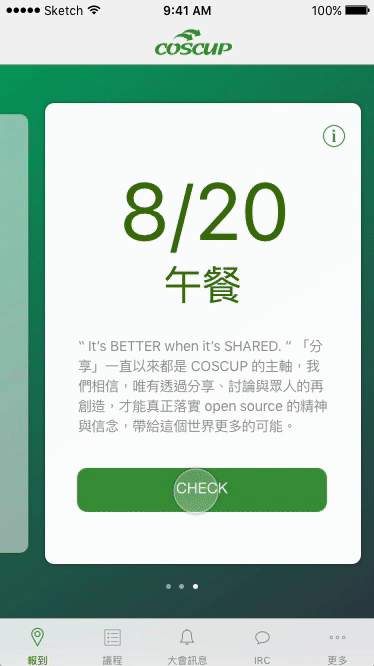 Sketch 9:41 AM 100%
COSCUP
i
8/20
午餐
“ It's BETTER when it's SHARED. ” 「分
享」一直以來都是 COSCUP 的主軸，我
們相信，唯有透過分享、討論與眾人的再
創造，才能真正落實 open source 的精神
與信念，帶給這個世界更多的可能。
CHECK
報到 議程 大會訊息 IRC 更多